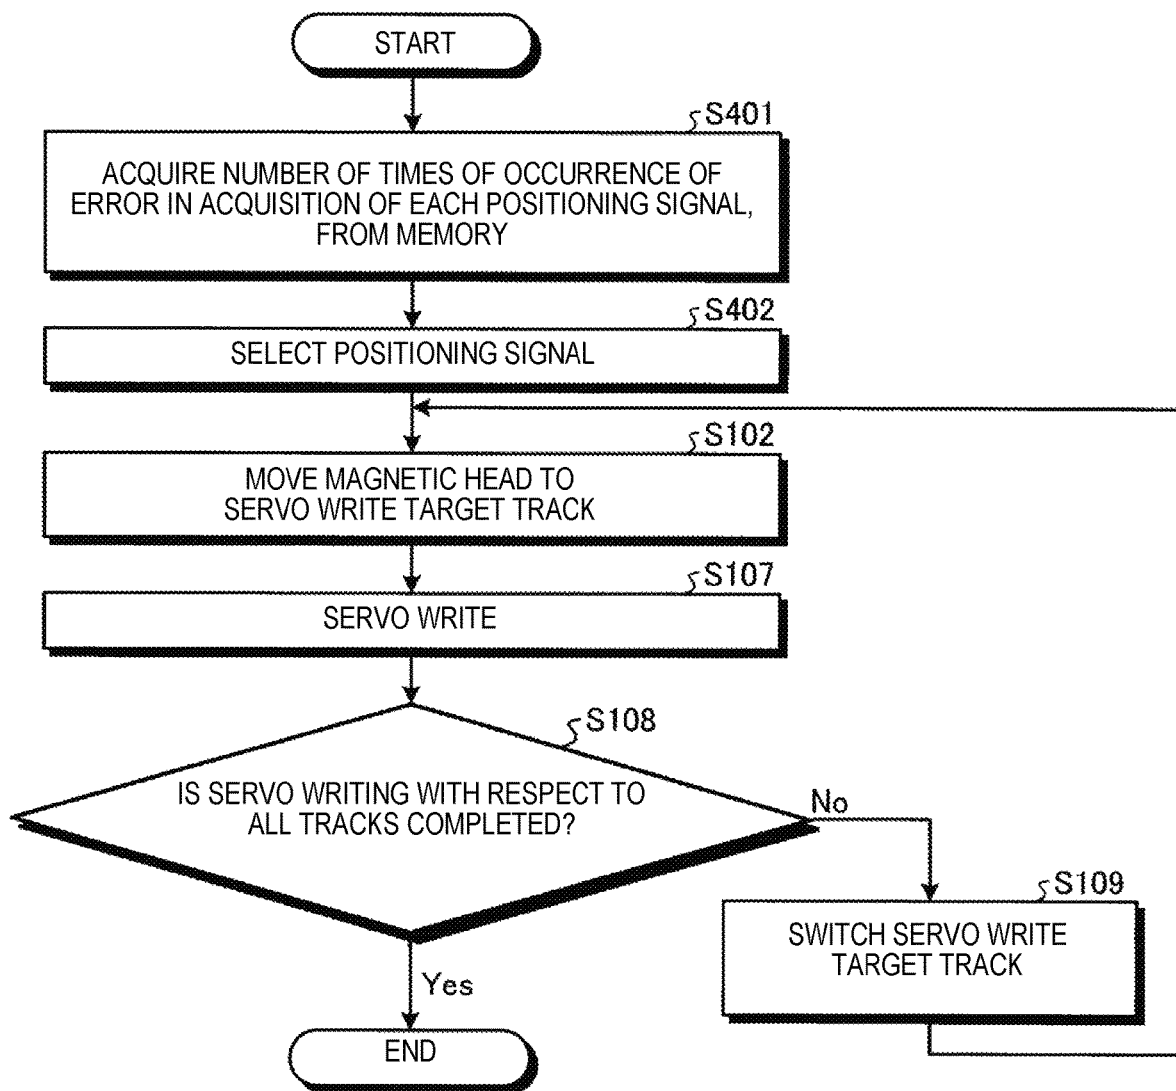 START
S401
ACQUIRE NUMBER OF TIMES OF OCCURRENCE OF
ERROR IN ACQUISITION OF EACH POSITIONING SIGNAL,
FROM MEMORY
S402
SELECT POSITIONING SIGNAL
S102
MOVE MAGNETIC HEAD TO
SERVO WRITE TARGET TRACK
S107
SERVO WRITE
S108
IS SERVO WRITING WITH RESPECT TO
ALL TRACKS COMPLETED?
No
S109
SWITCH SERVO WRITE
TARGET TRACK
Yes
END